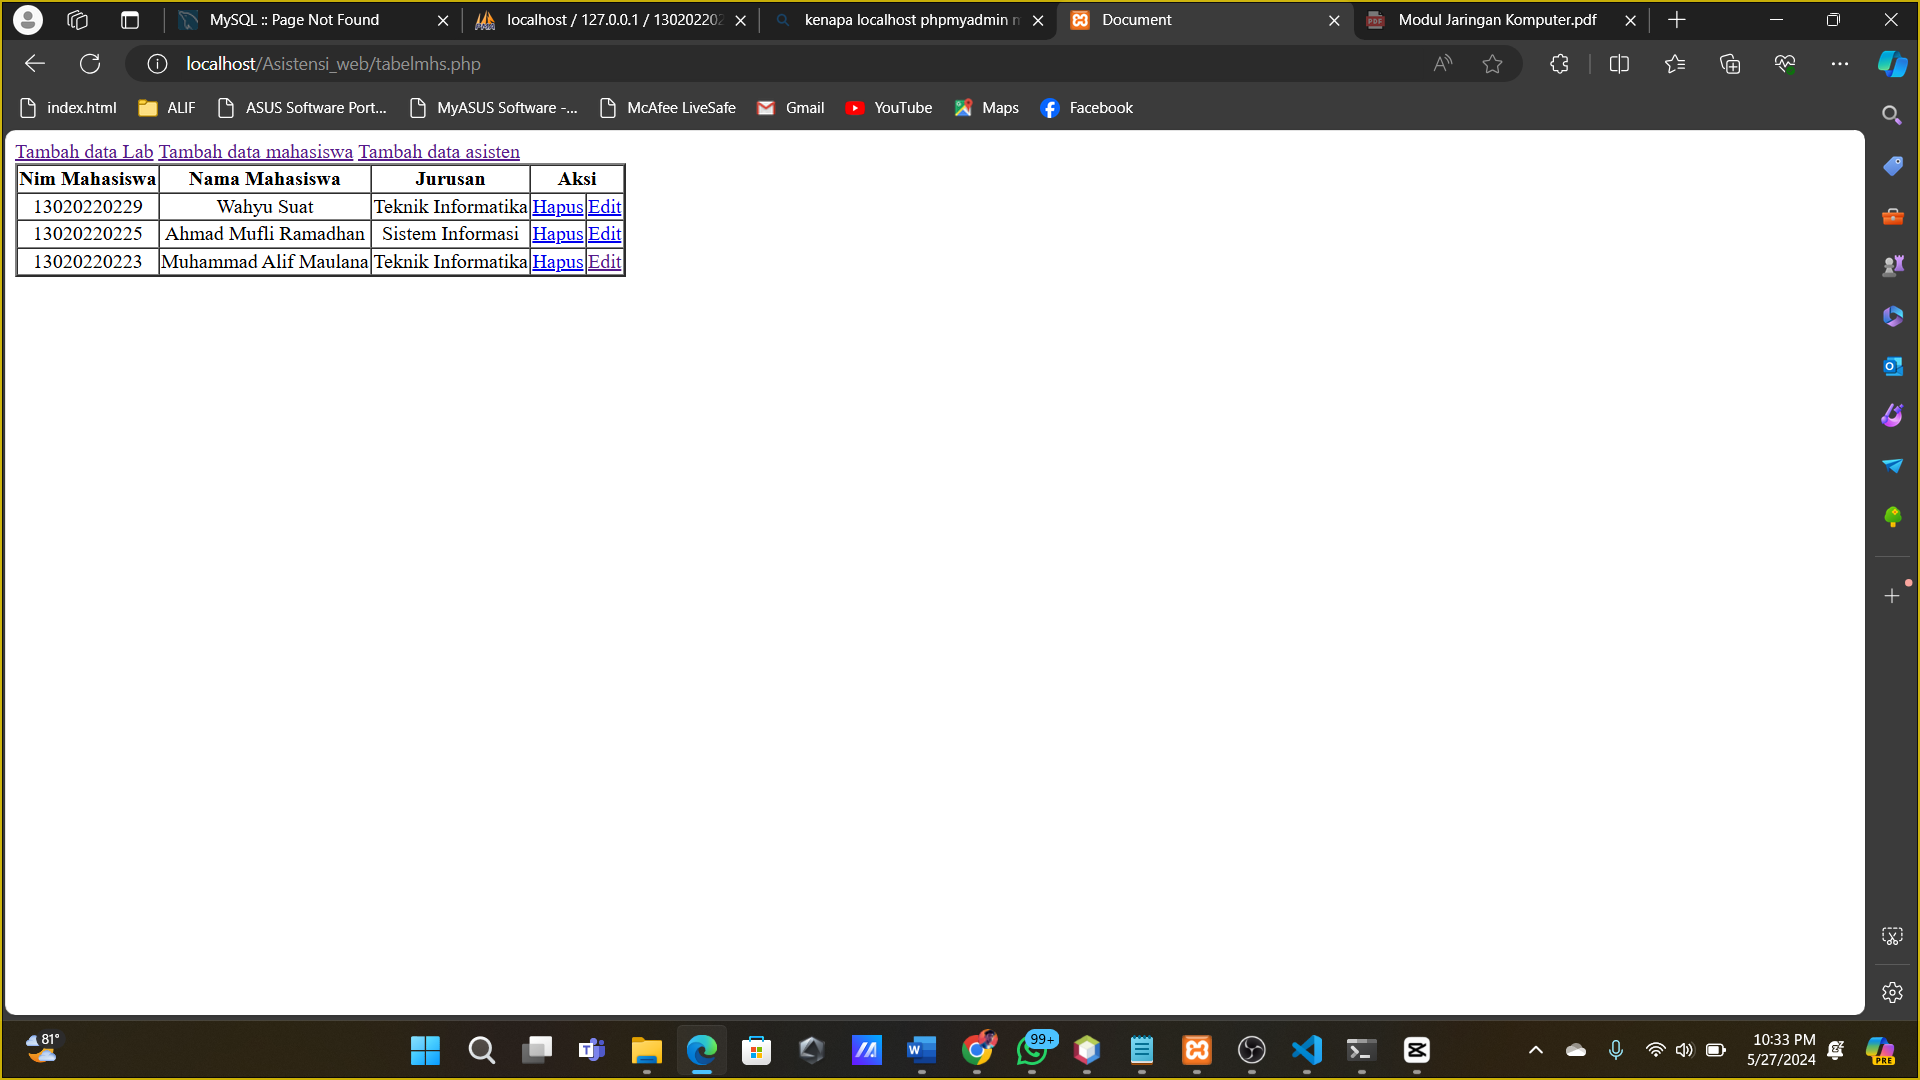 MySQL :: Page Not Found
localhost / 127.0.0.1 / 130202202
kenapa localhost phpmyadmin m
Document
Modul Jaringan Komputer.pdf
localhost/Asistensi_web/tabelmhs.php
index.html ALIF ASUS Software Port... MyASUS Software -... McAfee LiveSafe Gmail YouTube Maps Facebook
Tambah data Lab Tambah data mahasiswa Tambah data asisten
Nim Mahasiswa Nama Mahasiswa Jurusan Aksi
13020220229 Wahyu Suat Teknik Informatika Hapus Edit
13020220225 Ahmad Mufli Ramadhan Sistem Informasi Hapus Edit
13020220223 Muhammad Alif Maulana Teknik Informatika Hapus Edit
81°
99+
10:33 PM
5/27/2024
PRE